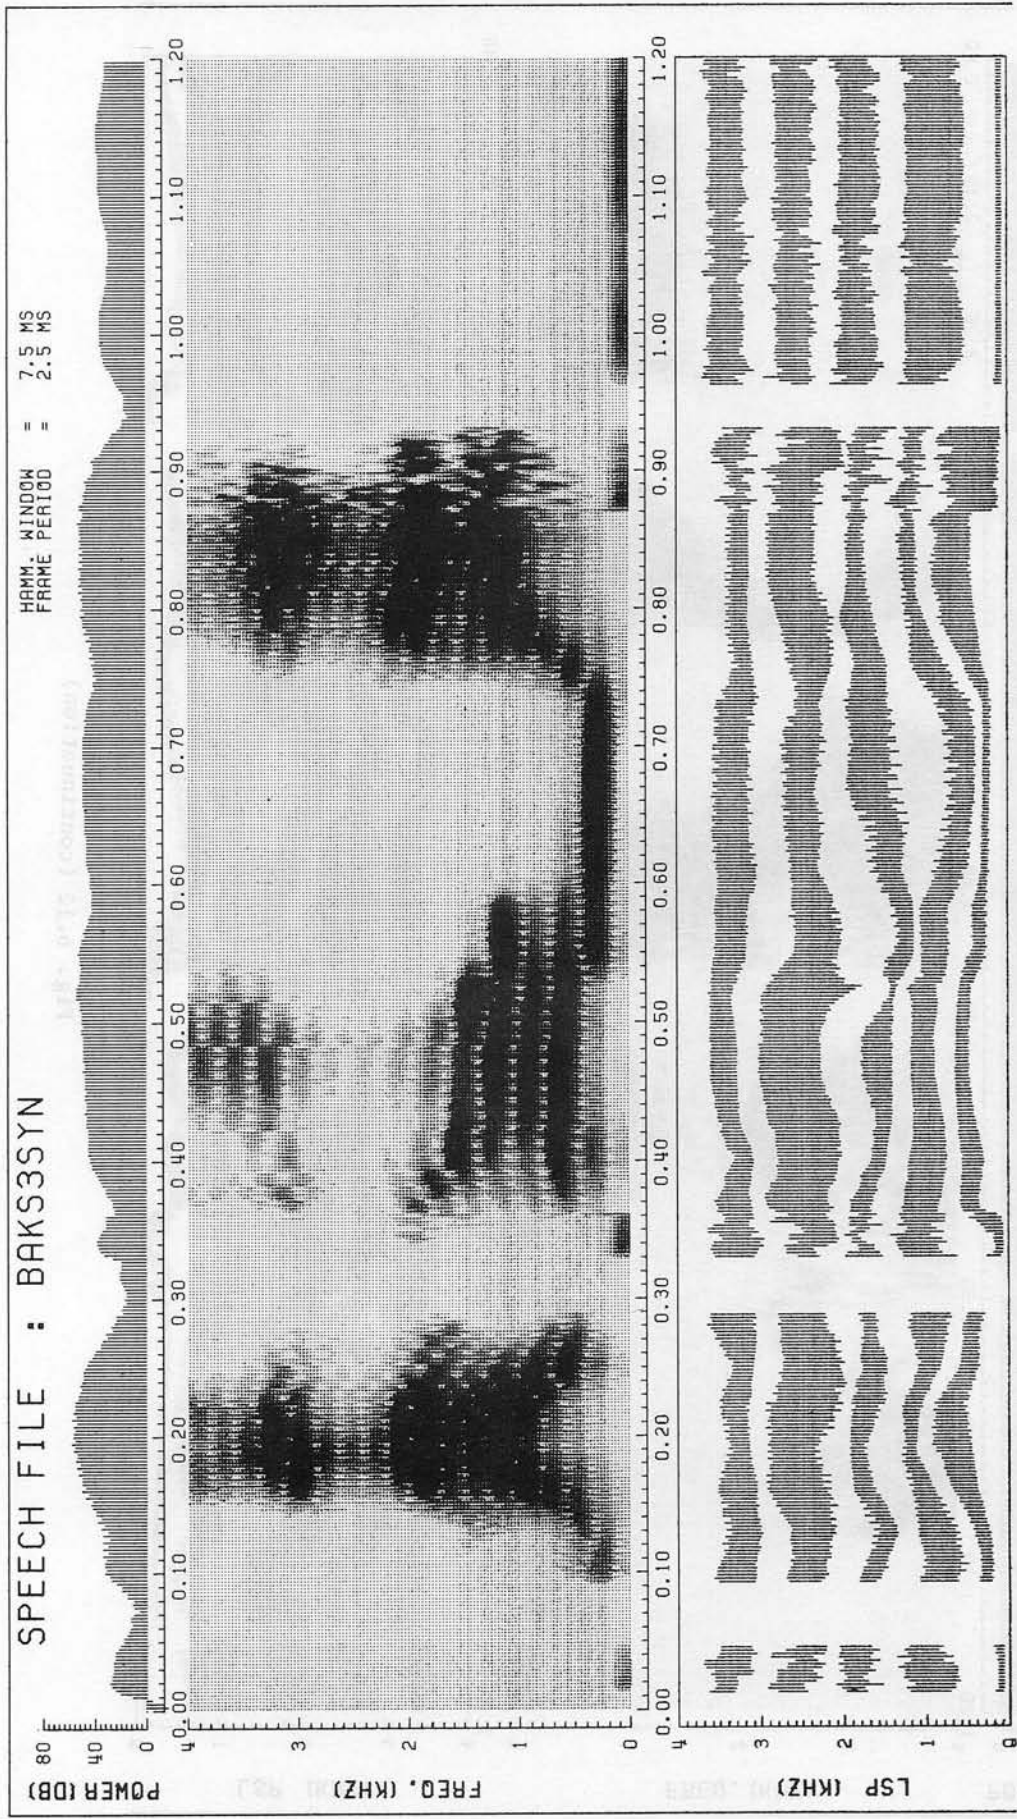 SPEECH FILE : BAKS3SYN
HAMM. WINDOW = 7.5 MS
FRAME PERIOD = 2.5 MS
POWER (DB)
80
40
0
0.00 0.10 0.20 0.30 0.40 0.50 0.60 0.70 0.80 0.90 1.00 1.10 1.20
FREQ. (KHZ)
4
3
2
1
0
0.00 0.10 0.20 0.30 0.40 0.50 0.60 0.70 0.80 0.90 1.00 1.10 1.20
LSP (KHZ)
4
3
2
1
0